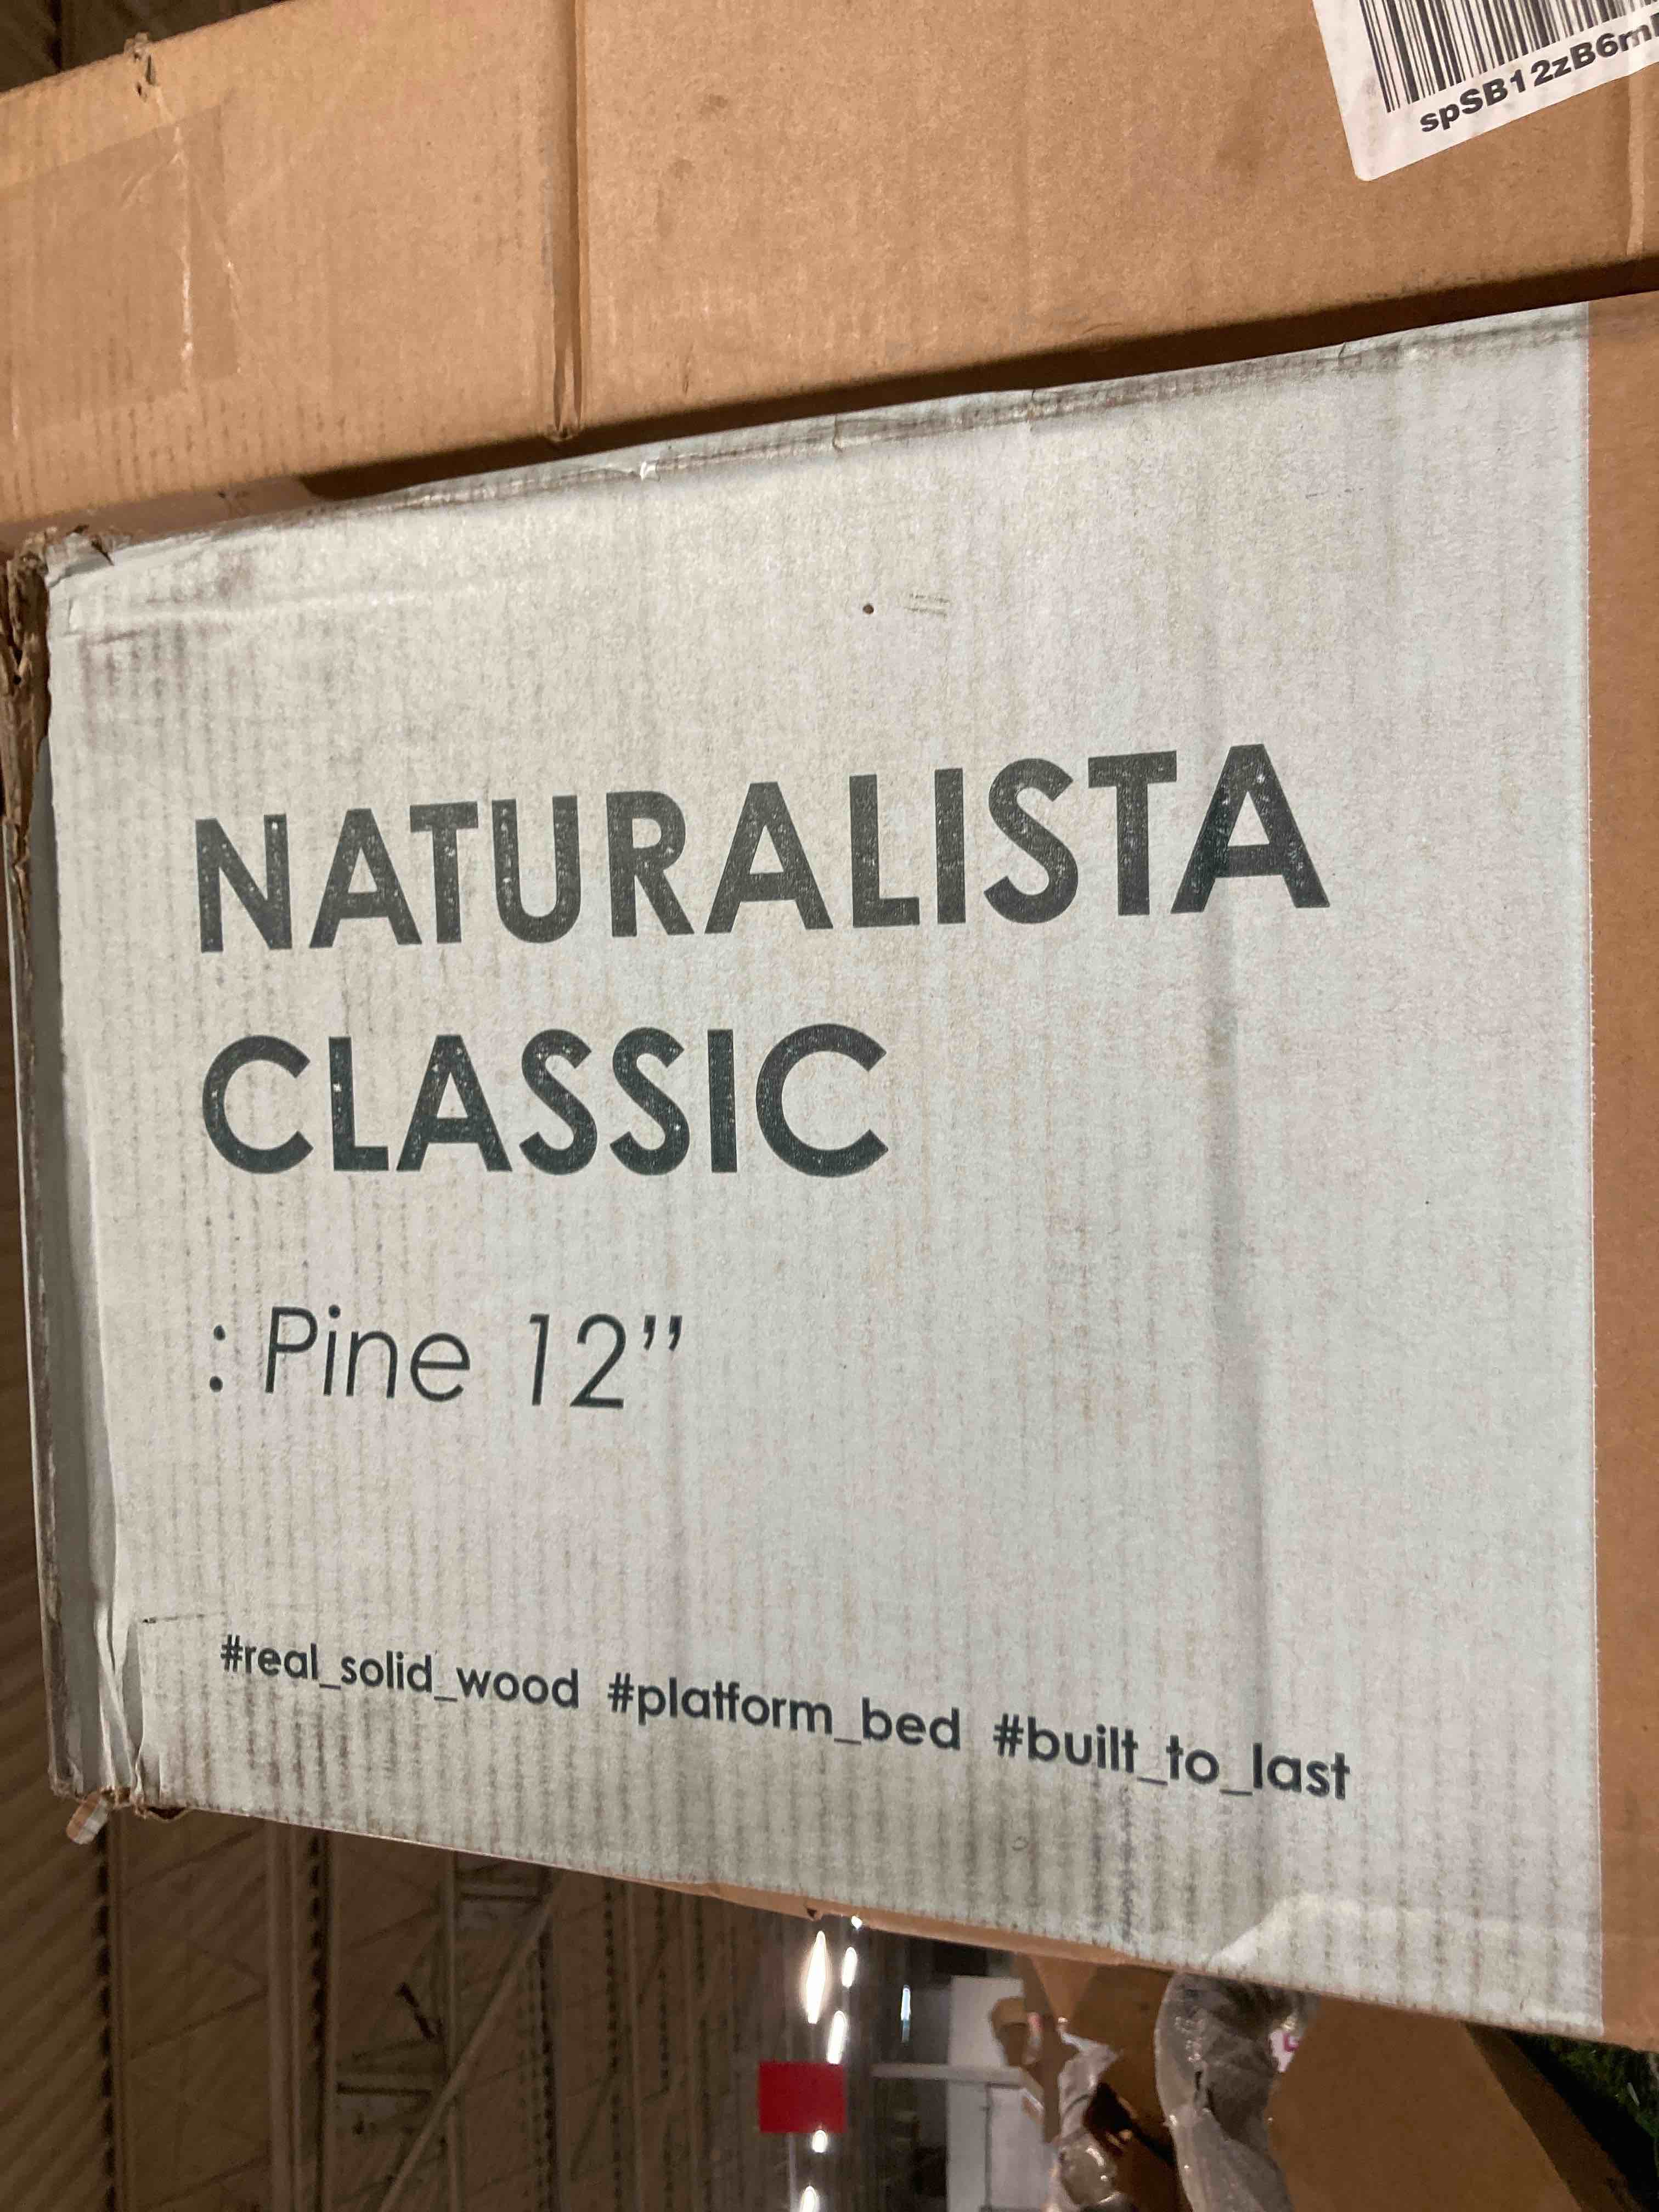 NATURALISTA
CLASSIC
: Pine 12”
#real_solid_wood #platform_bed #built_to_last